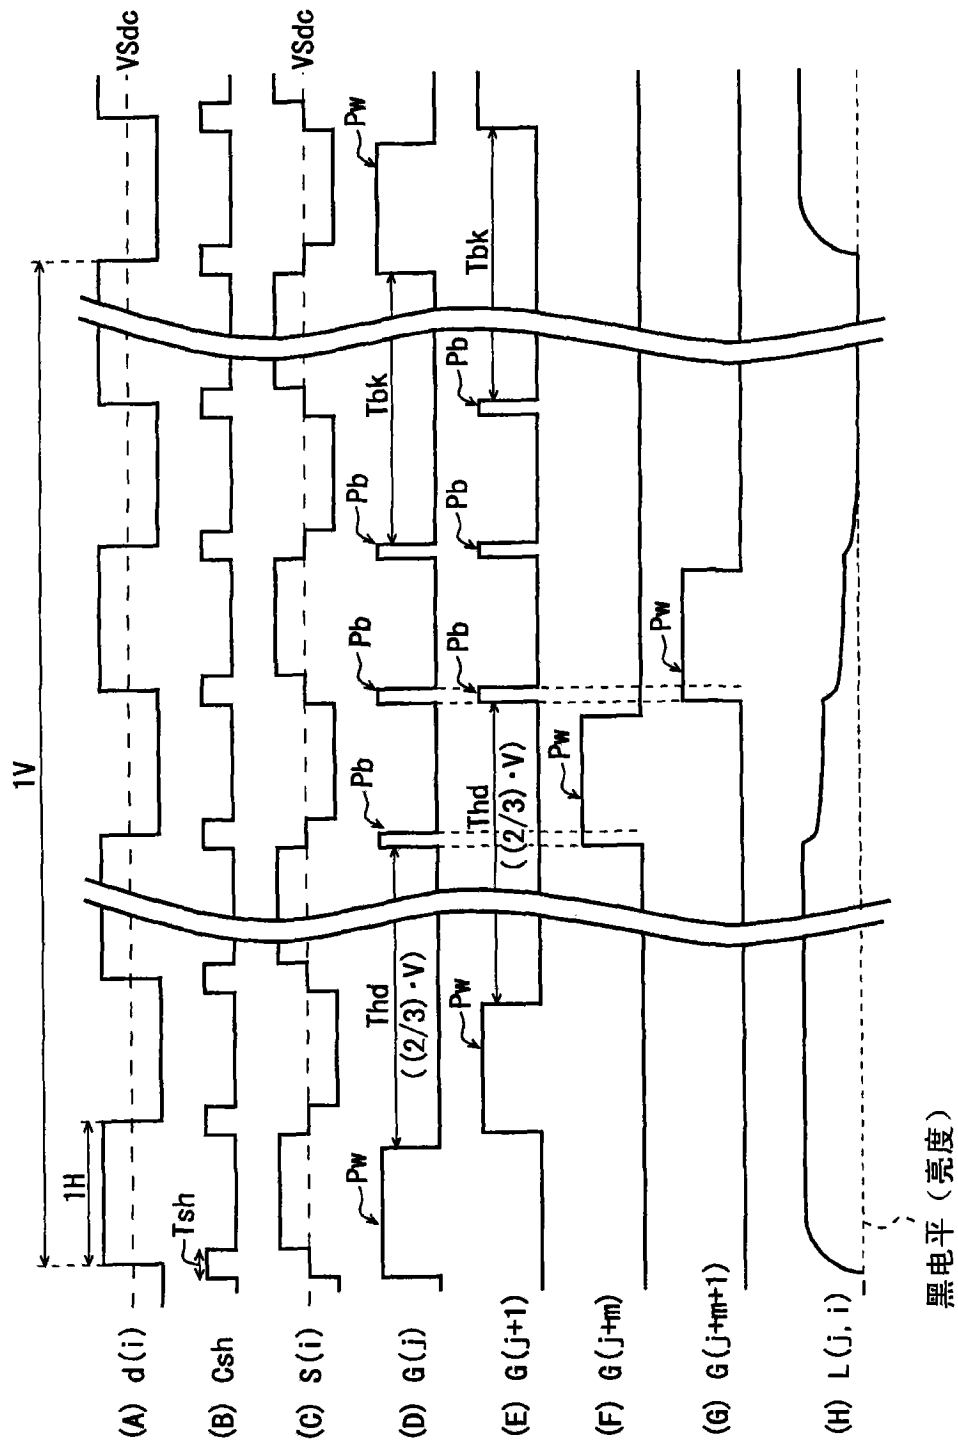 1V
(A) d(i)
1H
VSdc
(B) Csh
Tsh
(C) S(i)
VSdc
(D) G(j)
Pw
Thd
((2/3)·V)
Pb
Pb
Pb
Tbk
Pw
(E) G(j+1)
Pw
Thd
((2/3)·V)
Pb
Pb
Pb
Tbk
(F) G(j+m)
Pw
(G) G(j+m+1)
Pw
(H) L(j,i)
黑电平（亮度）